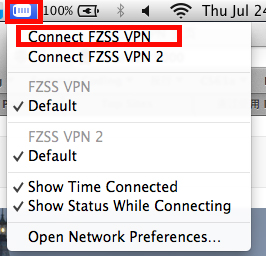 100% Thu Jul 24
Connect FZSS VPN
Connect FZSS VPN 2
FZSS VPN
Default
FZSS VPN 2
Default
Show Time Connected
Show Status While Connecting
Open Network Preferences...